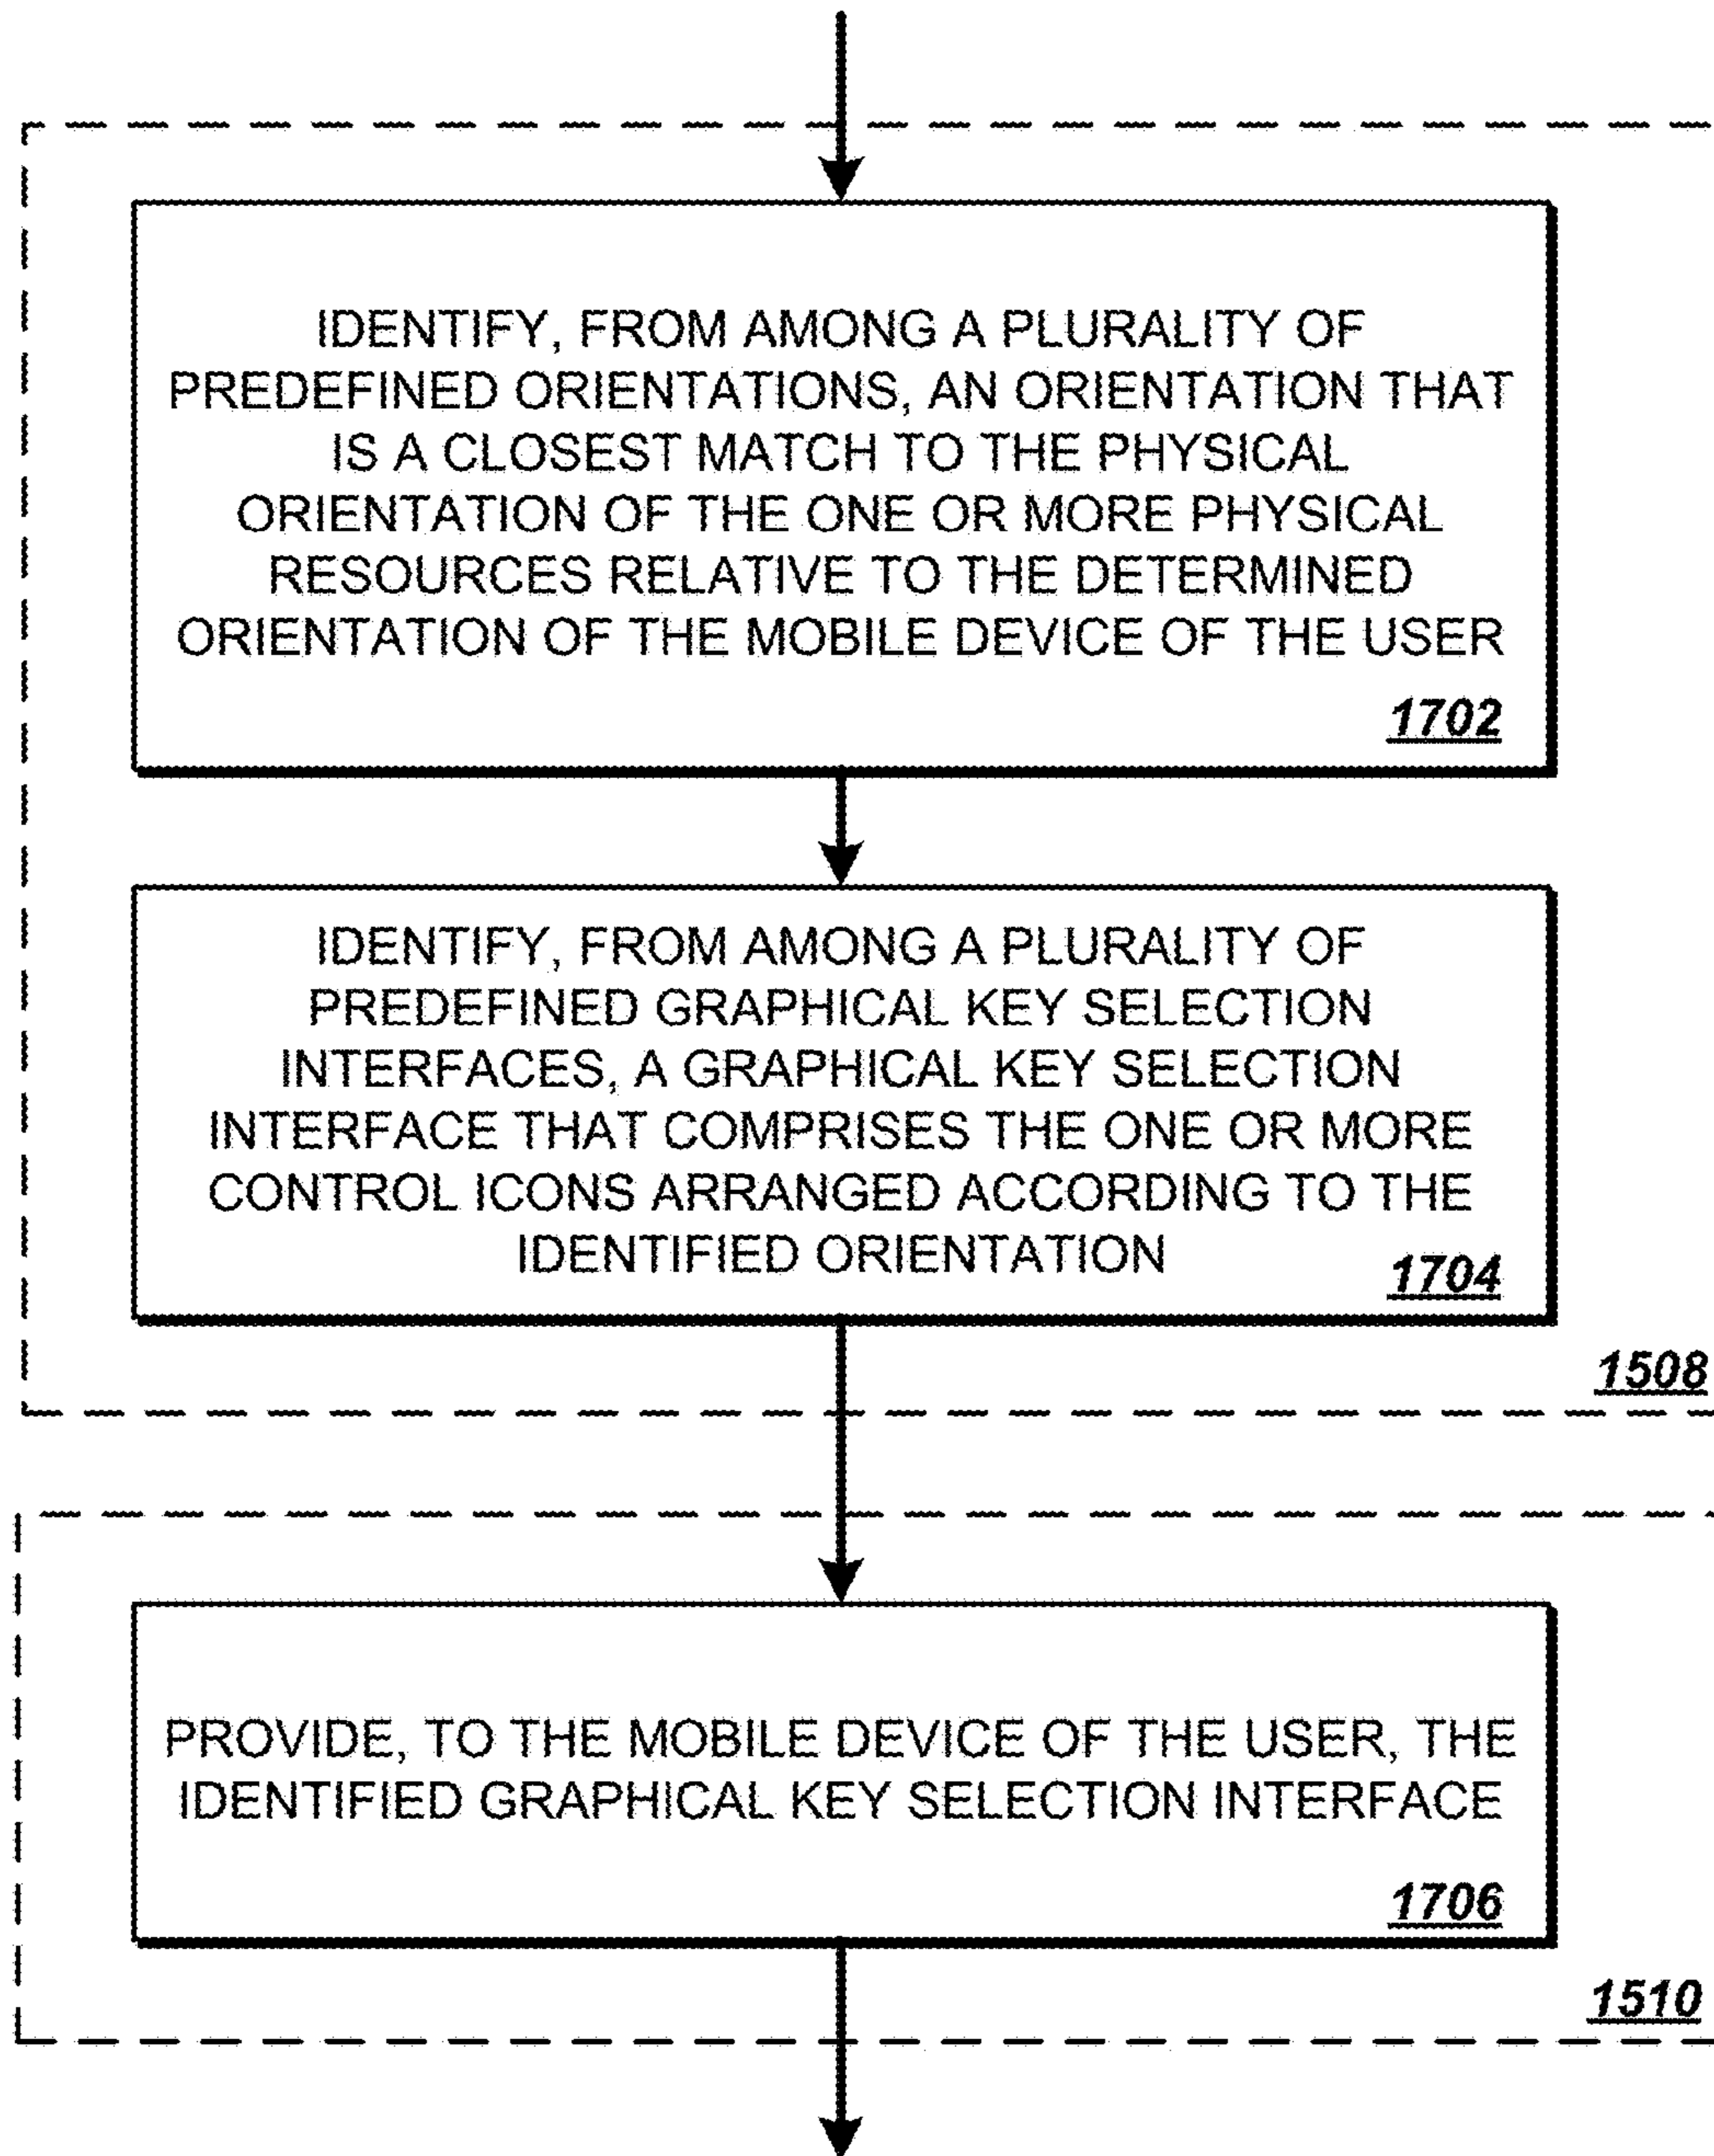 IDENTIFY, FROM AMONG A PLURALITY OF
PREDEFINED ORIENTATIONS, AN ORIENTATION THAT
IS A CLOSEST MATCH TO THE PHYSICAL
ORIENTATION OF THE ONE OR MORE PHYSICAL
RESOURCES RELATIVE TO THE DETERMINED
ORIENTATION OF THE MOBILE DEVICE OF THE USER
1702
IDENTIFY, FROM AMONG A PLURALITY OF
PREDEFINED GRAPHICAL KEY SELECTION
INTERFACES, A GRAPHICAL KEY SELECTION
INTERFACE THAT COMPRISES THE ONE OR MORE
CONTROL ICONS ARRANGED ACCORDING TO THE
IDENTIFIED ORIENTATION
1704
1508
PROVIDE, TO THE MOBILE DEVICE OF THE USER, THE
IDENTIFIED GRAPHICAL KEY SELECTION INTERFACE
1706
1510